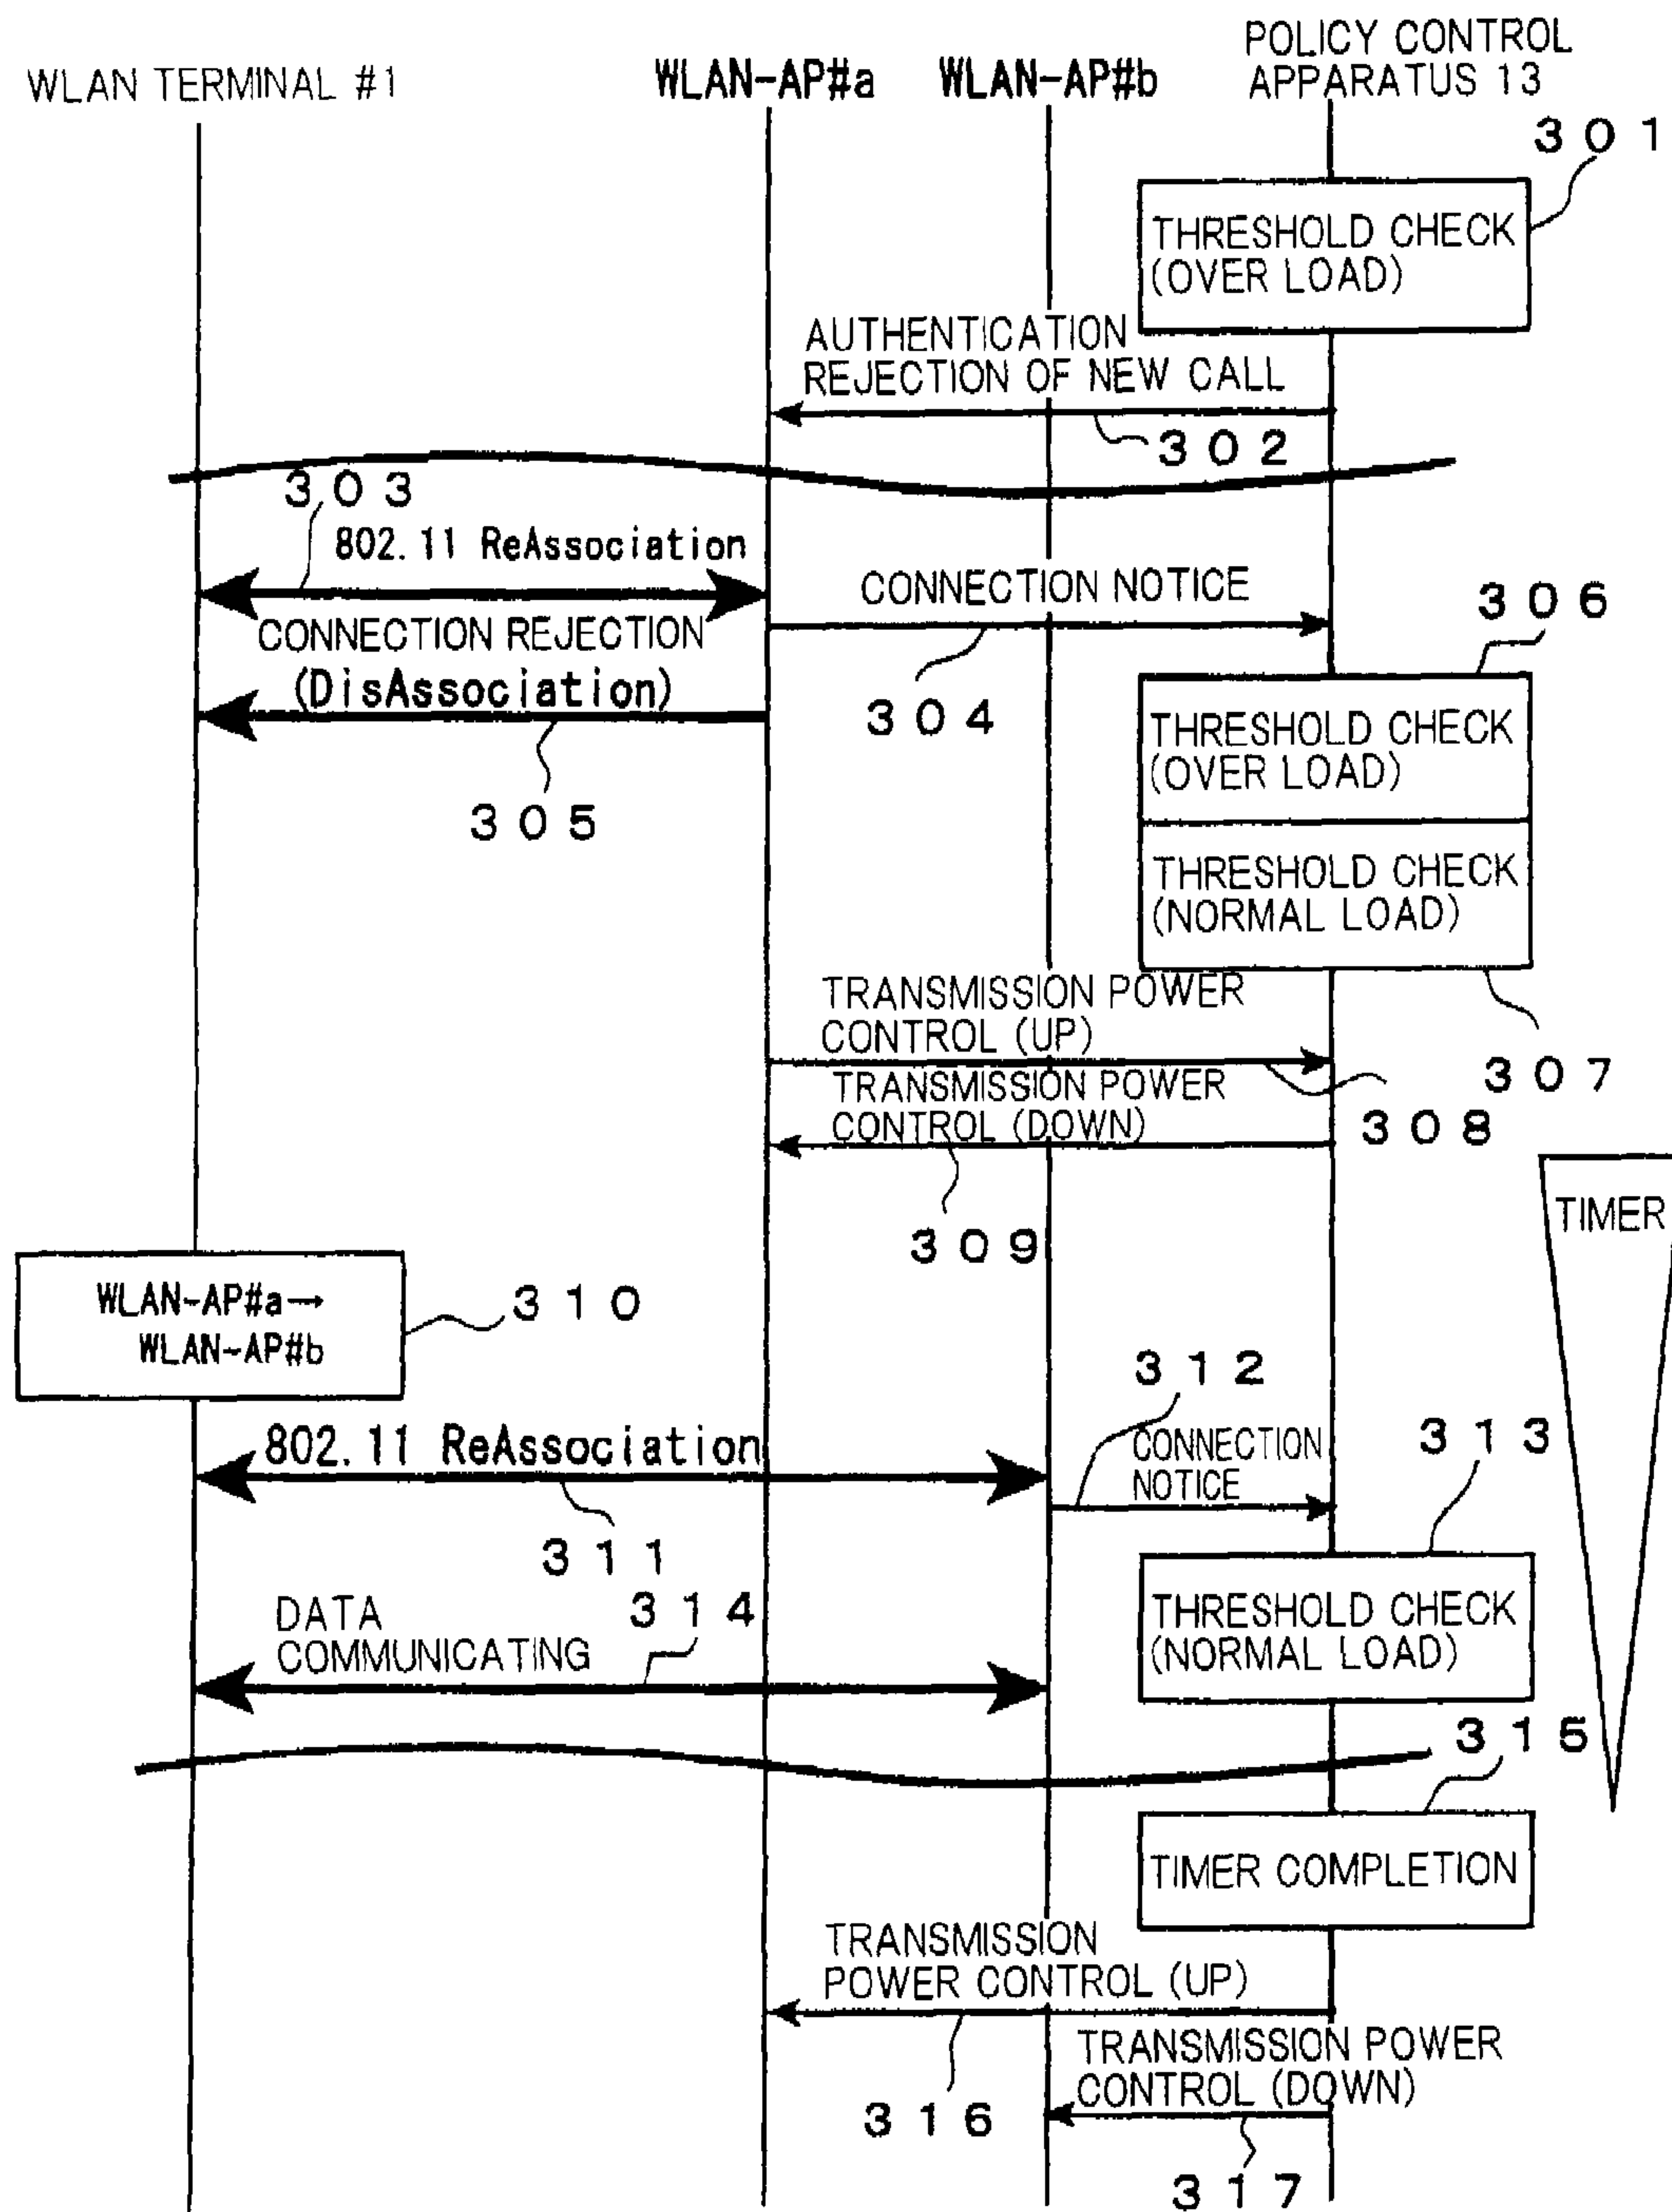 POLICY CONTROL
APPARATUS 13
WLAN TERMINAL #1
WLAN-AP#a
WLAN-AP#b
301
THRESHOLD CHECK
(OVER LOAD)
AUTHENTICATION
REJECTION OF NEW CALL
302
303
802.11 ReAssociation
CONNECTION NOTICE
306
CONNECTION REJECTION
(DisAssociation)
304
305
THRESHOLD CHECK
(OVER LOAD)
THRESHOLD CHECK
(NORMAL LOAD)
TRANSMISSION POWER
CONTROL (UP)
307
TRANSMISSION POWER
CONTROL (DOWN)
308
TIMER
309
WLAN-AP#a→
WLAN-AP#b
310
312
802.11 ReAssociation
CONNECTION
NOTICE
313
311
DATA
COMMUNICATING
314
THRESHOLD CHECK
(NORMAL LOAD)
315
TIMER COMPLETION
TRANSMISSION
POWER CONTROL (UP)
TRANSMISSION POWER
CONTROL (DOWN)
316
317